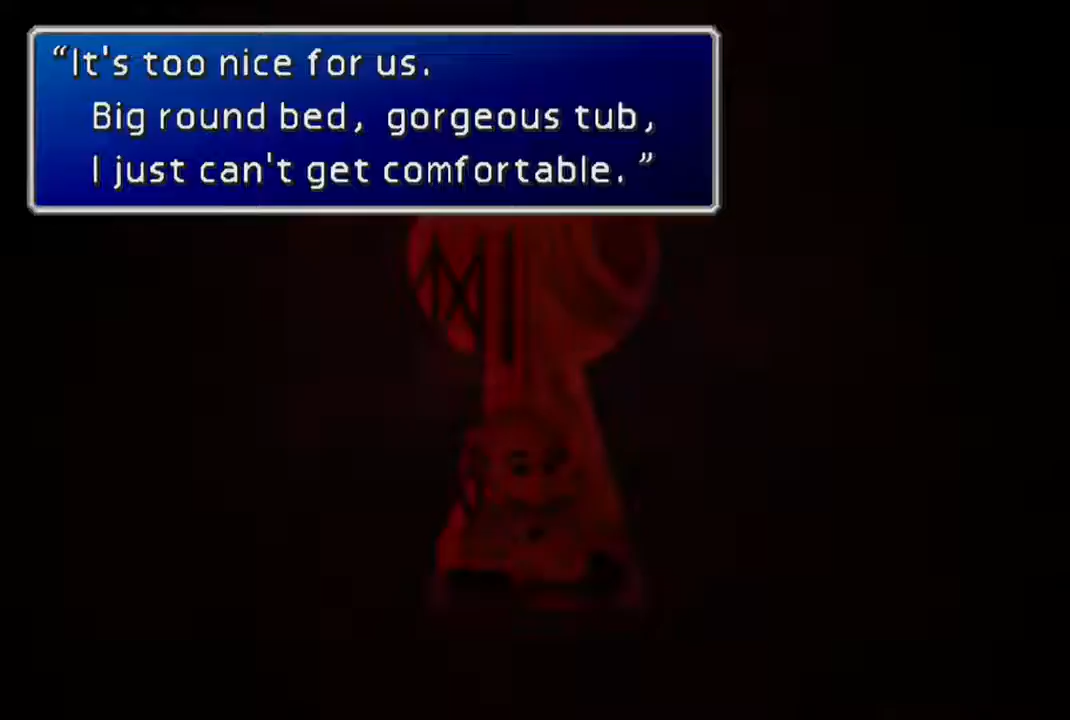 “It's too nice for us.
Big round bed, gorgeous tub,
I just can't get comfortable. ”